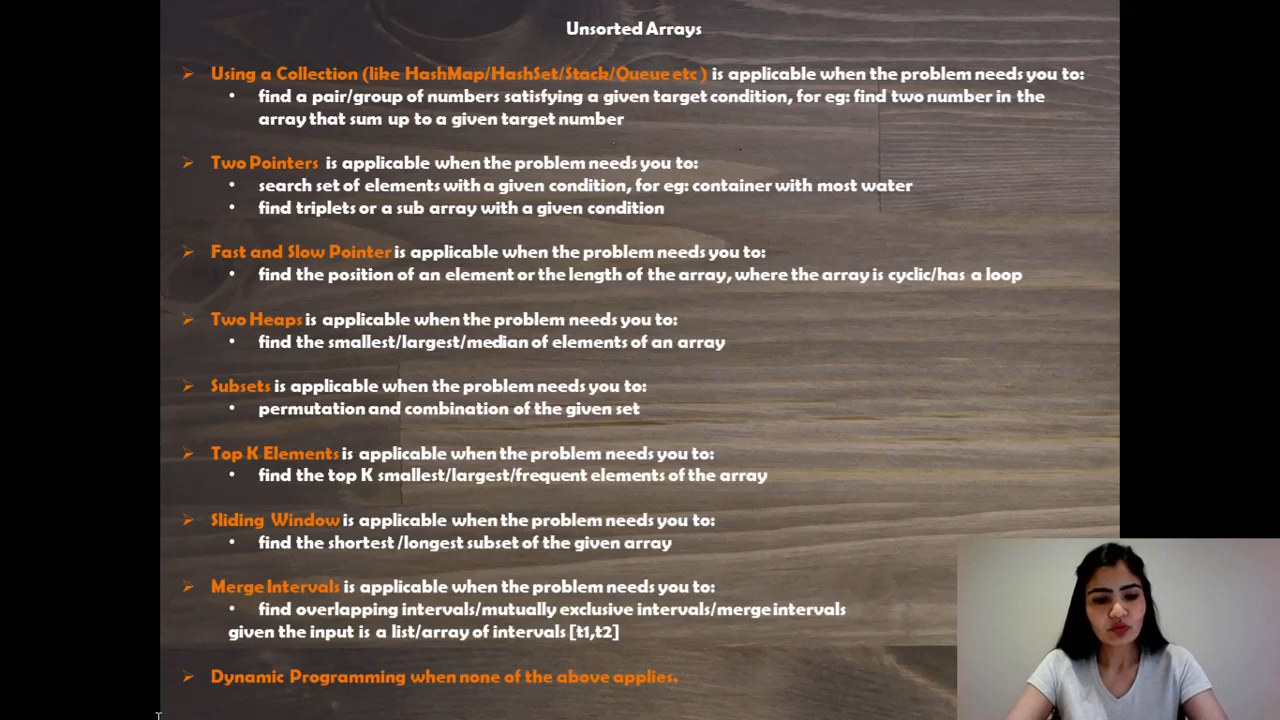 Unsorted Arrays
➢ Using a Collection (like HashMap/HashSet/Stack/Queue etc ) is applicable when the problem needs you to:
• find a pair/group of numbers satisfying a given target condition, for eg: find two number in the
array that sum up to a given target number
➢ Two Pointers is applicable when the problem needs you to:
• search set of elements with a given condition, for eg: container with most water
• find triplets or a sub array with a given condition
➢ Fast and Slow Pointer is applicable when the problem needs you to:
• find the position of an element or the length of the array, where the array is cyclic/has a loop
➢ Two Heaps is applicable when the problem needs you to:
• find the smallest/largest/median of elements of an array
➢ Subsets is applicable when the problem needs you to:
• permutation and combination of the given set
➢ Top K Elements is applicable when the problem needs you to:
• find the top K smallest/largest/frequent elements of the array
➢ Sliding Window is applicable when the problem needs you to:
• find the shortest /longest subset of the given array
➢ Merge Intervals is applicable when the problem needs you to:
• find overlapping intervals/mutually exclusive intervals/merge intervals
given the input is a list/array of intervals [t1,t2]
➢ Dynamic Programming when none of the above applies.